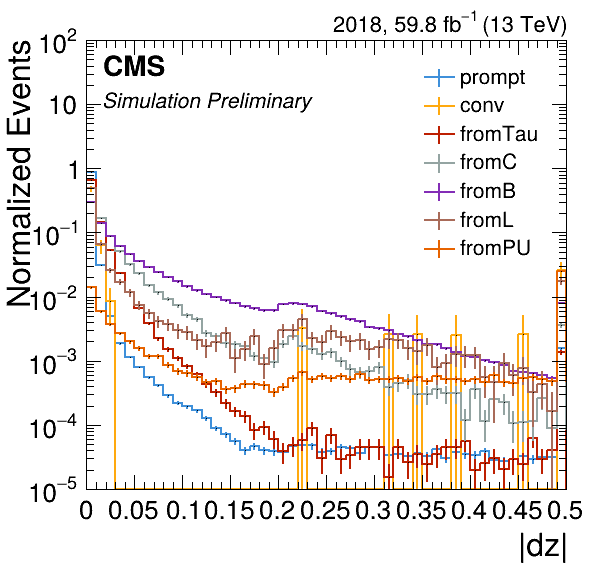 2018, 59.8 fb⁻¹ (13 TeV)
CMS
Simulation Preliminary
prompt
conv
fromTau
fromC
fromB
fromL
fromPU
Normalized Events
10²
10
1
10⁻¹
10⁻²
10⁻³
10⁻⁴
10⁻⁵
0 0.05 0.1 0.15 0.2 0.25 0.3 0.35 0.4 0.45 0.5
|dz|